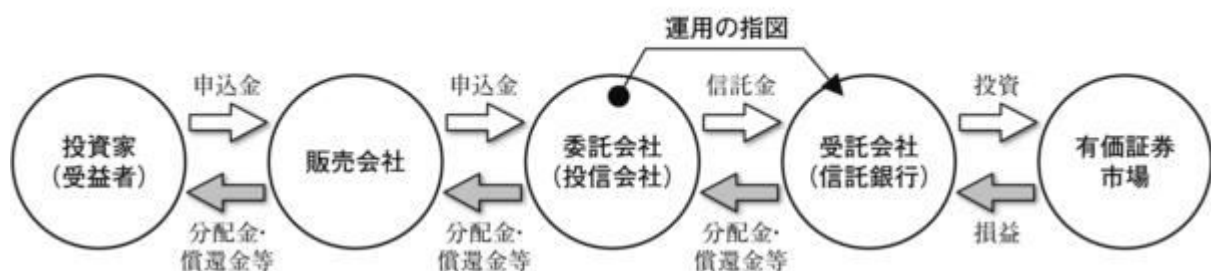 運用の指図
申込金
申込金
信託金
投資
投資家
（受益者）
販売会社
委託会社
（投信会社）
受託会社
（信託銀行）
有価証券
市場
分配金・
償還金等
分配金・
償還金等
分配金・
償還金等
損益